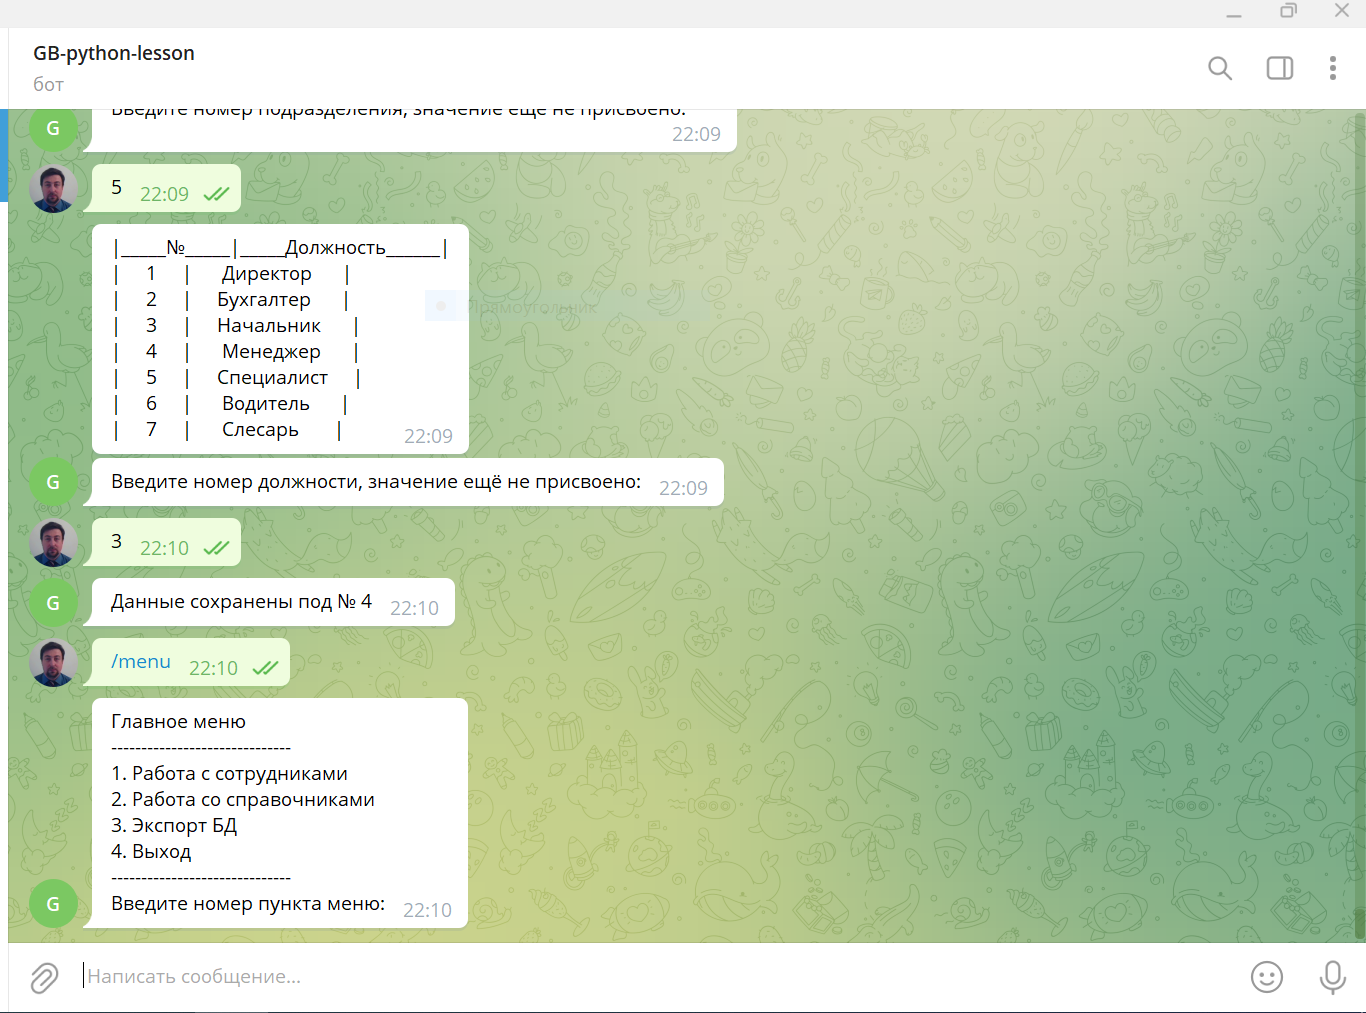 GB-python-lesson
бот
Введите номер подразделения, значение ещё не присвоено:
22:09
G
5 22:09
|_____№_____|_____Должность______|
| 1 | Директор |
| 2 | Бухгалтер |
| 3 | Начальник |
| 4 | Менеджер |
| 5 | Специалист |
| 6 | Водитель |
| 7 | Слесарь |
22:09
Прямоугольник
G
Введите номер должности, значение ещё не присвоено: 22:09
3 22:10
G
Данные сохранены под № 4 22:10
/menu 22:10
Главное меню
------------------------------
1. Работа с сотрудниками
2. Работа со справочниками
3. Экспорт БД
4. Выход
------------------------------
G
Введите номер пункта меню: 22:10
Написать сообщение...